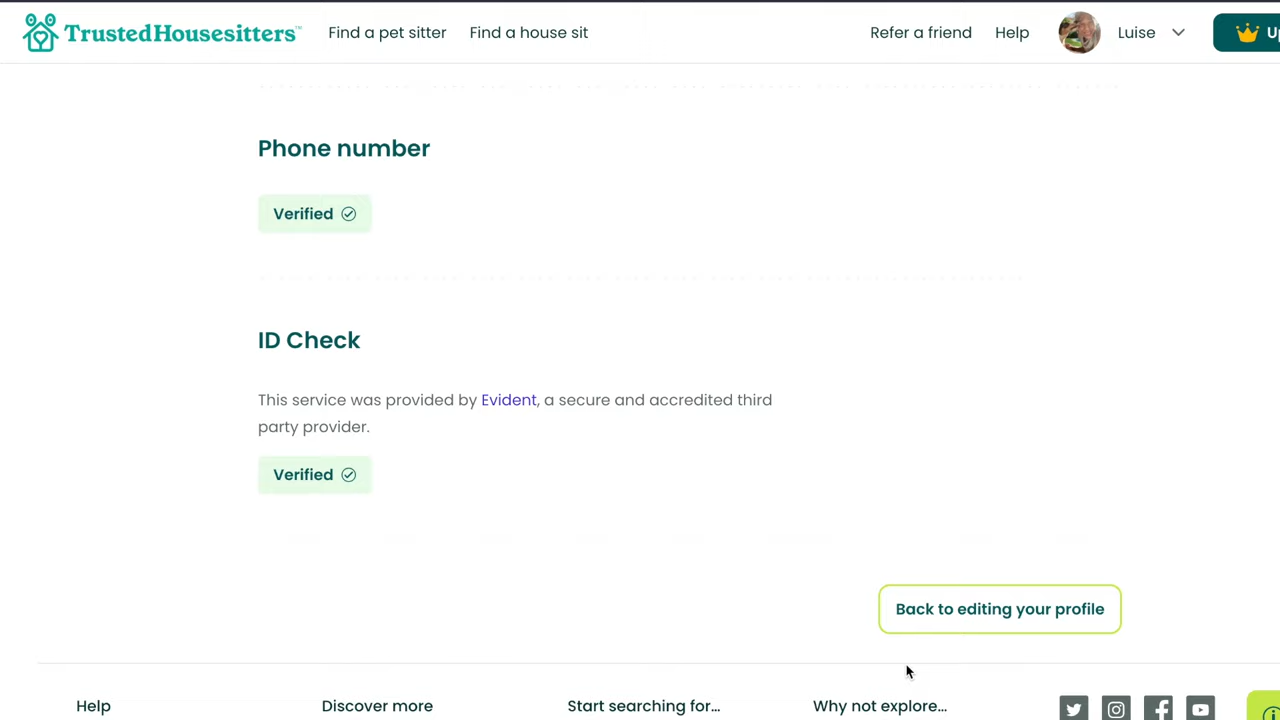 TrustedHousesitters™ Find a pet sitter Find a house sit Refer a friend Help Luise
Phone number
Verified
ID Check
This service was provided by Evident, a secure and accredited third
party provider.
Verified
Back to editing your profile
Help Discover more Start searching for... Why not explore...